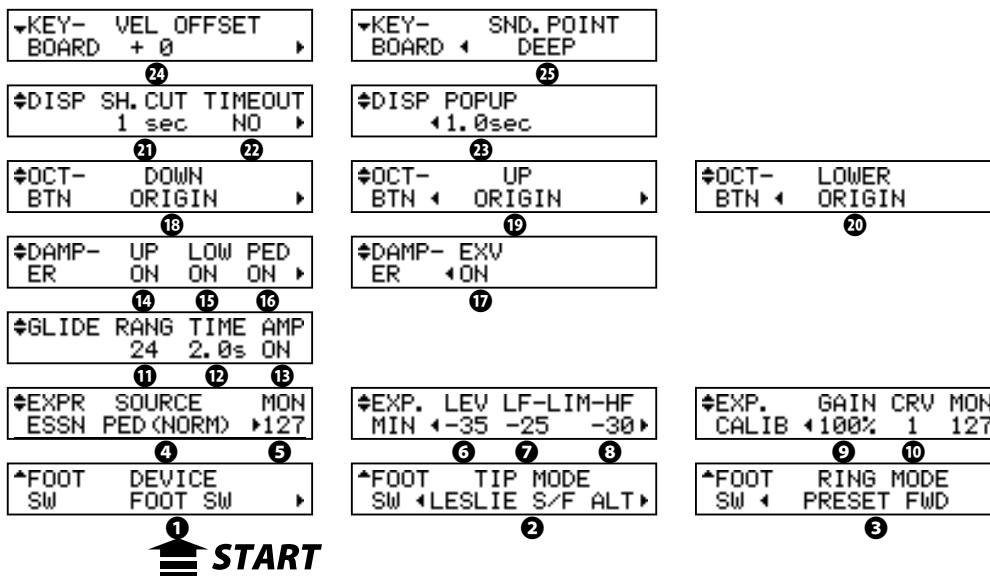 KEY- VEL OFFSET
BOARD + 0
24
KEY- SND.POINT
BOARD DEEP
25
DISP SH.CUT TIMEOUT
1 sec NO
21 22
DISP POPUP
1.0sec
23
OCT- DOWN
BTN ORIGIN
18
OCT- UP
BTN ORIGIN
19
OCT- LOWER
BTN ORIGIN
20
DAMP- UP LOW PED
ER ON ON ON
14 15 16
DAMP- EXV
ER ON
17
GLIDE RANG TIME AMP
24 2.0s ON
11 12 13
EXPR SOURCE MON
ESSN PED(NORM) 127
4 5
EXP. LEV LF-LIM-HF
MIN -35 -25 -30
6 7 8
EXP. GAIN CRV MON
CALIB 100% 1 127
9 10
FOOT DEVICE
SW FOOT SW
1
FOOT TIP MODE
SW LESLIE S/F ALT
2
FOOT RING MODE
SW PRESET FWD
3
START